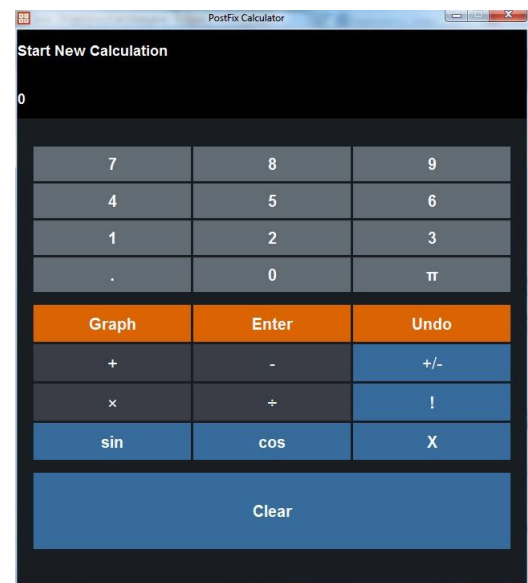 PostFix Calculator
Start New Calculation
0
7 8 9
4 5 6
1 2 3
. 0 π
Graph Enter Undo
+ - +/-
× ÷ !
sin cos X
Clear